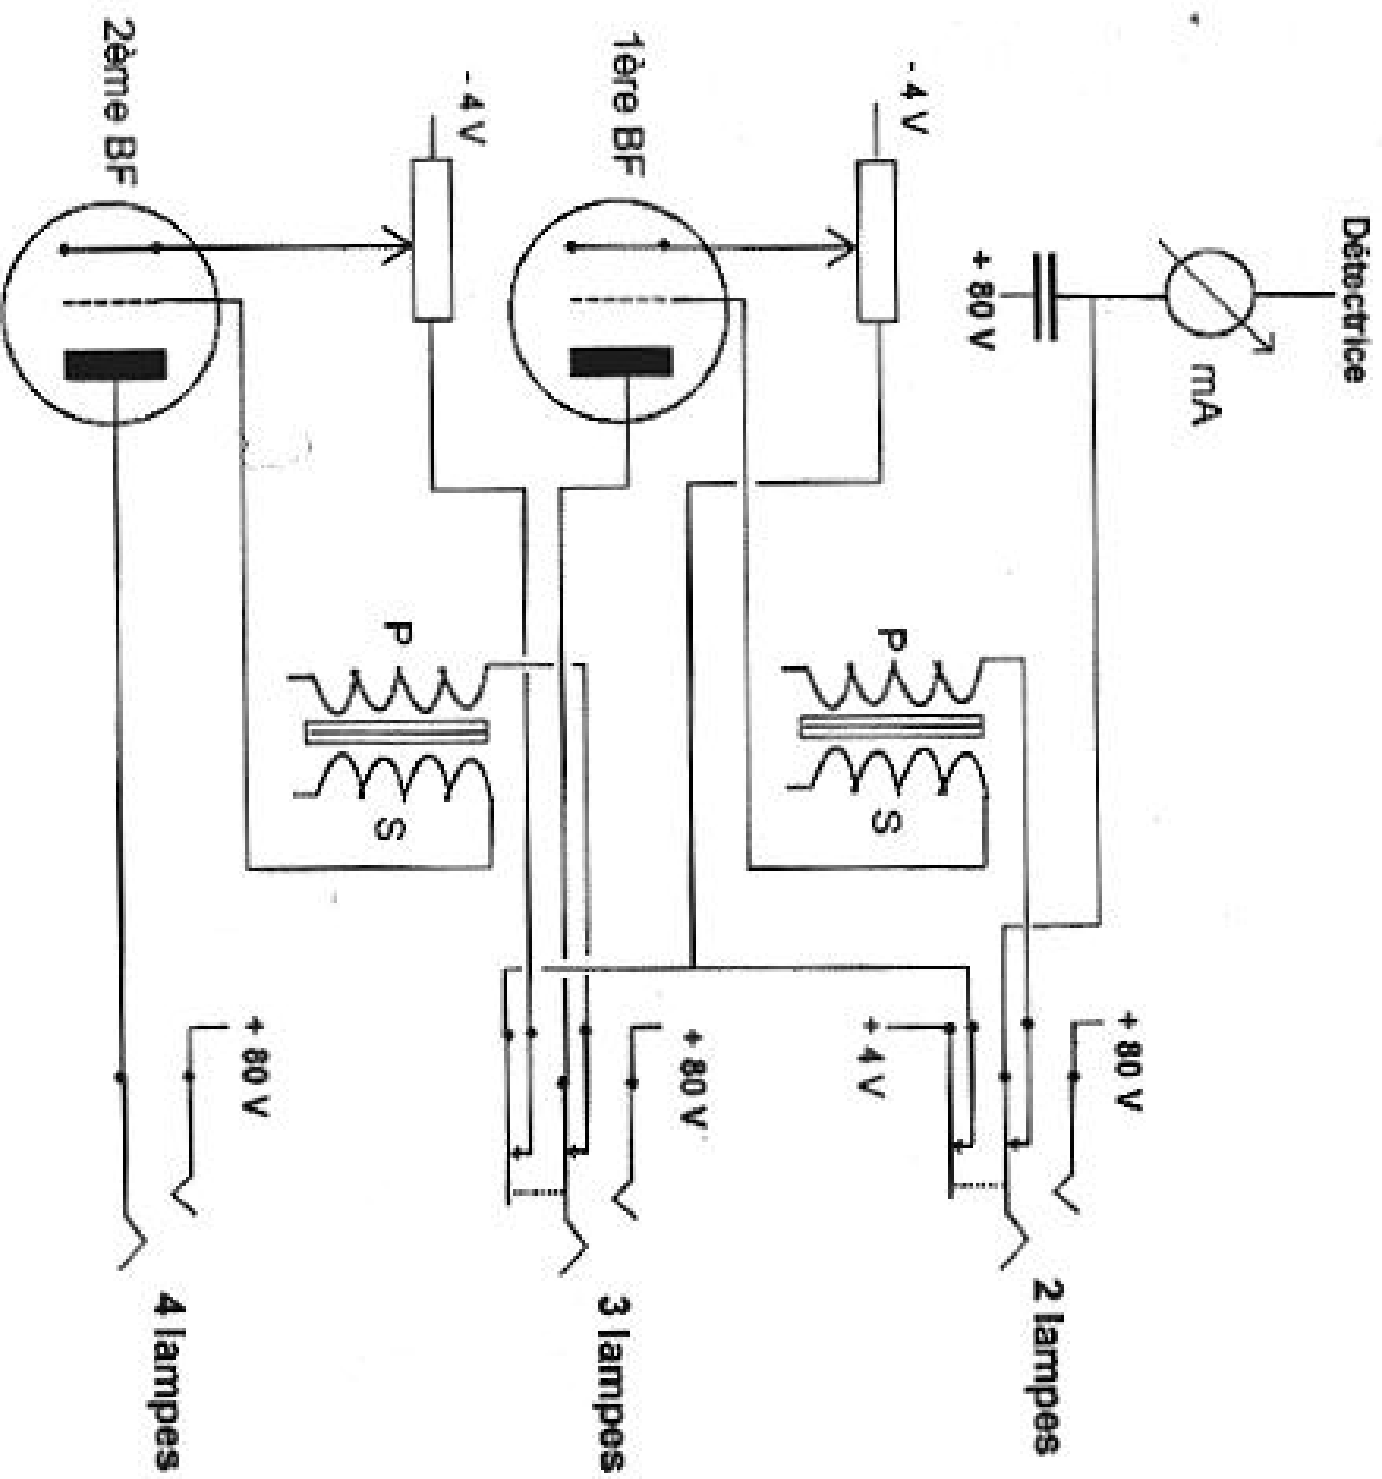 Détectrice
mA
+ 80 V
- 4 V
1ère BF
- 4 V
2ème BF
P
S
P
S
+ 80 V
+ 4 V
+ 80 V
+ 80 V
2 lampes
3 lampes
4 lampes